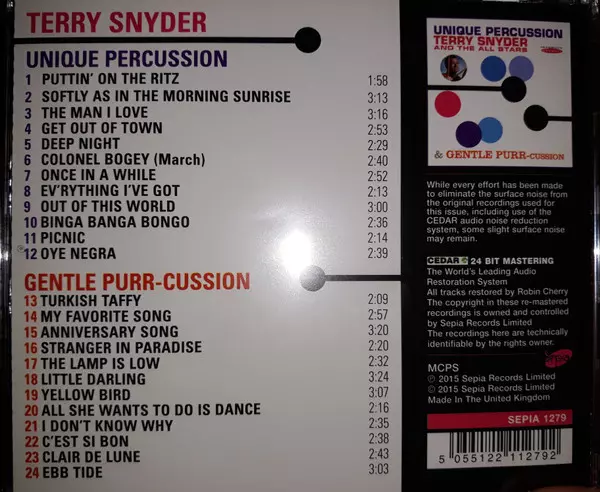 TERRY SNYDER
UNIQUE PERCUSSION
1 PUTTIN' ON THE RITZ 1:58
2 SOFTLY AS IN THE MORNING SUNRISE 3:13
3 THE MAN I LOVE 3:16
4 GET OUT OF TOWN 2:53
5 DEEP NIGHT 2:29
6 COLONEL BOGEY (March) 2:40
7 ONCE IN A WHILE 2:52
8 EV'RYTHING I'VE GOT 2:13
9 OUT OF THIS WORLD 3:00
10 BINGA BANGA BONGO 2:36
11 PICNIC 2:14
12 OYE NEGRA 2:39
GENTLE PURR-CUSSION
13 TURKISH TAFFY 2:09
14 MY FAVORITE SONG 2:57
15 ANNIVERSARY SONG 3:20
16 STRANGER IN PARADISE 2:20
17 THE LAMP IS LOW 2:32
18 LITTLE DARLING 3:24
19 YELLOW BIRD 3:07
20 ALL SHE WANTS TO DO IS DANCE 2:16
21 I DON'T KNOW WHY 2:35
22 C'EST SI BON 2:38
23 CLAIR DE LUNE 2:43
24 EBB TIDE 3:03
UNIQUE PERCUSSION
TERRY SNYDER
AND THE ALL STARS
& GENTLE PURR-CUSSION
While every effort has been made
to eliminate the surface noise from
the original recordings used for
this issue, including use of the
CEDAR audio noise reduction
system, some slight surface noise
may remain.
CEDAR 24 BIT MASTERING
The World's Leading Audio
Restoration System
All tracks restored by Robin Cherry
The copyright in these re-mastered
recordings is owned and controlled
by Sepia Records Limited
The recordings here are technically
identifiable by the rights owner.
sepia
MCPS
℗ 2015 Sepia Records Limited
© 2015 Sepia Records Limited
Made In The United Kingdom
SEPIA 1279
5 055122 112792